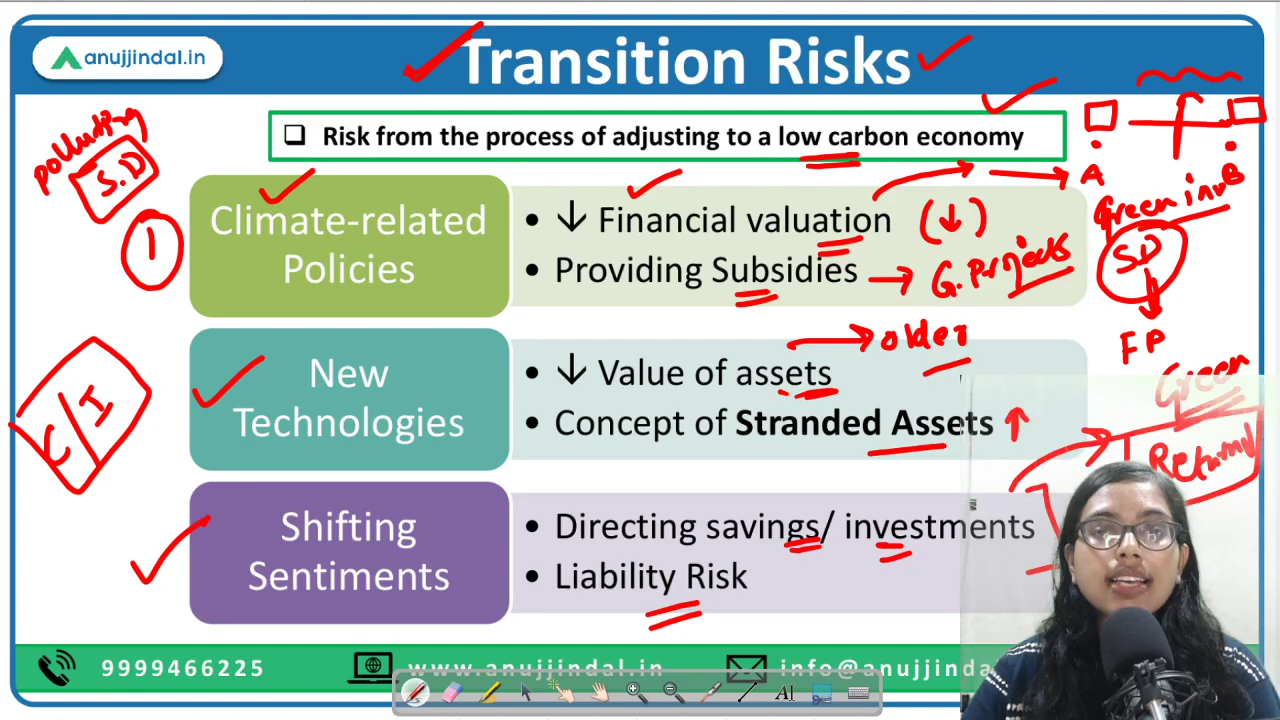 anujjindal.in
Transition Risks
❑ Risk from the process of adjusting to a low carbon economy
polluting
S.D
1
A
B
Green inv
S.D
FP
Climate-related
Policies
• ↓ Financial valuation (↓)
• Providing Subsidies → G. Projects
New
Technologies
• ↓ Value of assets → older
• Concept of Stranded Assets ↑
C/I
Green
Shifting
Sentiments
• Directing savings/ investments
• Liability Risk
9999466225
www.anujjindal.in
info@anujjinda
AI